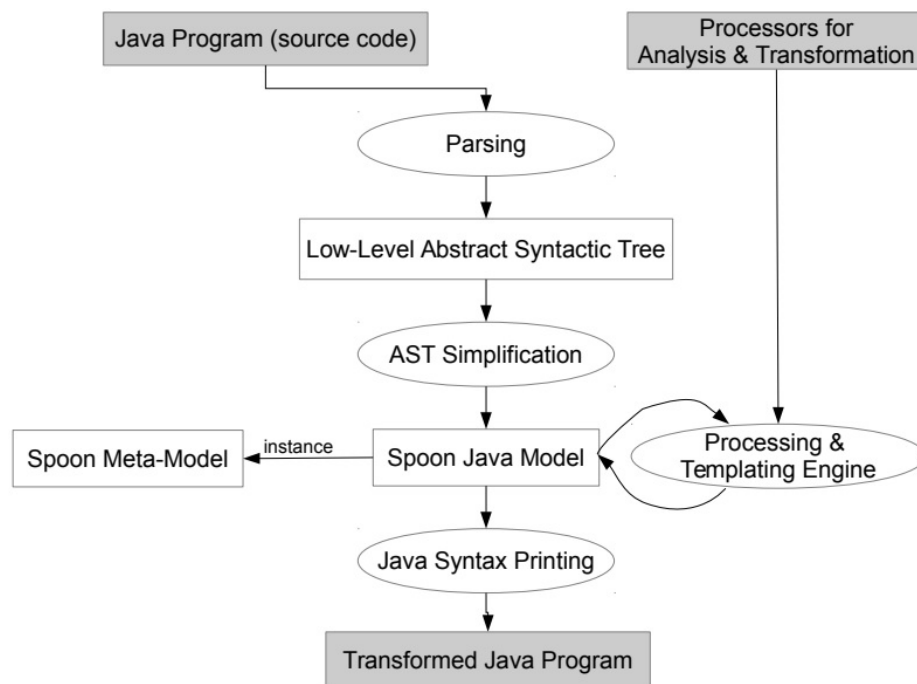 Java Program (source code)
Processors for
Analysis & Transformation
Parsing
Low-Level Abstract Syntactic Tree
AST Simplification
Spoon Meta-Model
instance
Spoon Java Model
Processing &
Templating Engine
Java Syntax Printing
Transformed Java Program